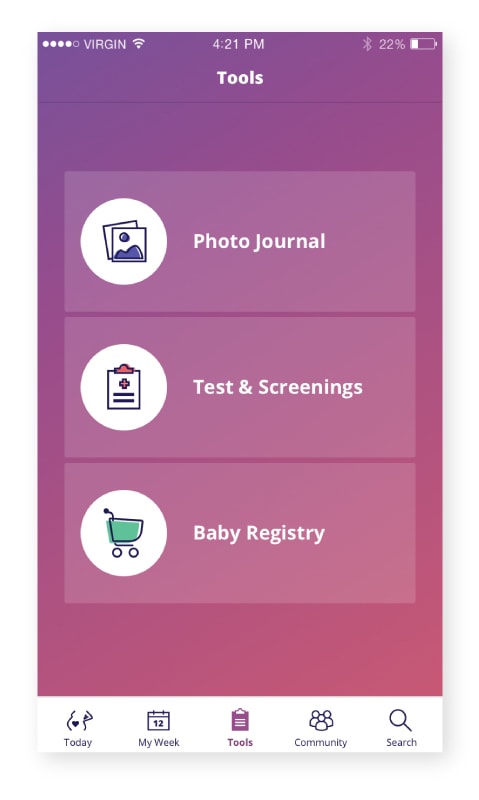 VIRGIN 4:21 PM 22%
Tools
Photo Journal
Test & Screenings
Baby Registry
12
Today My Week Tools Community Search